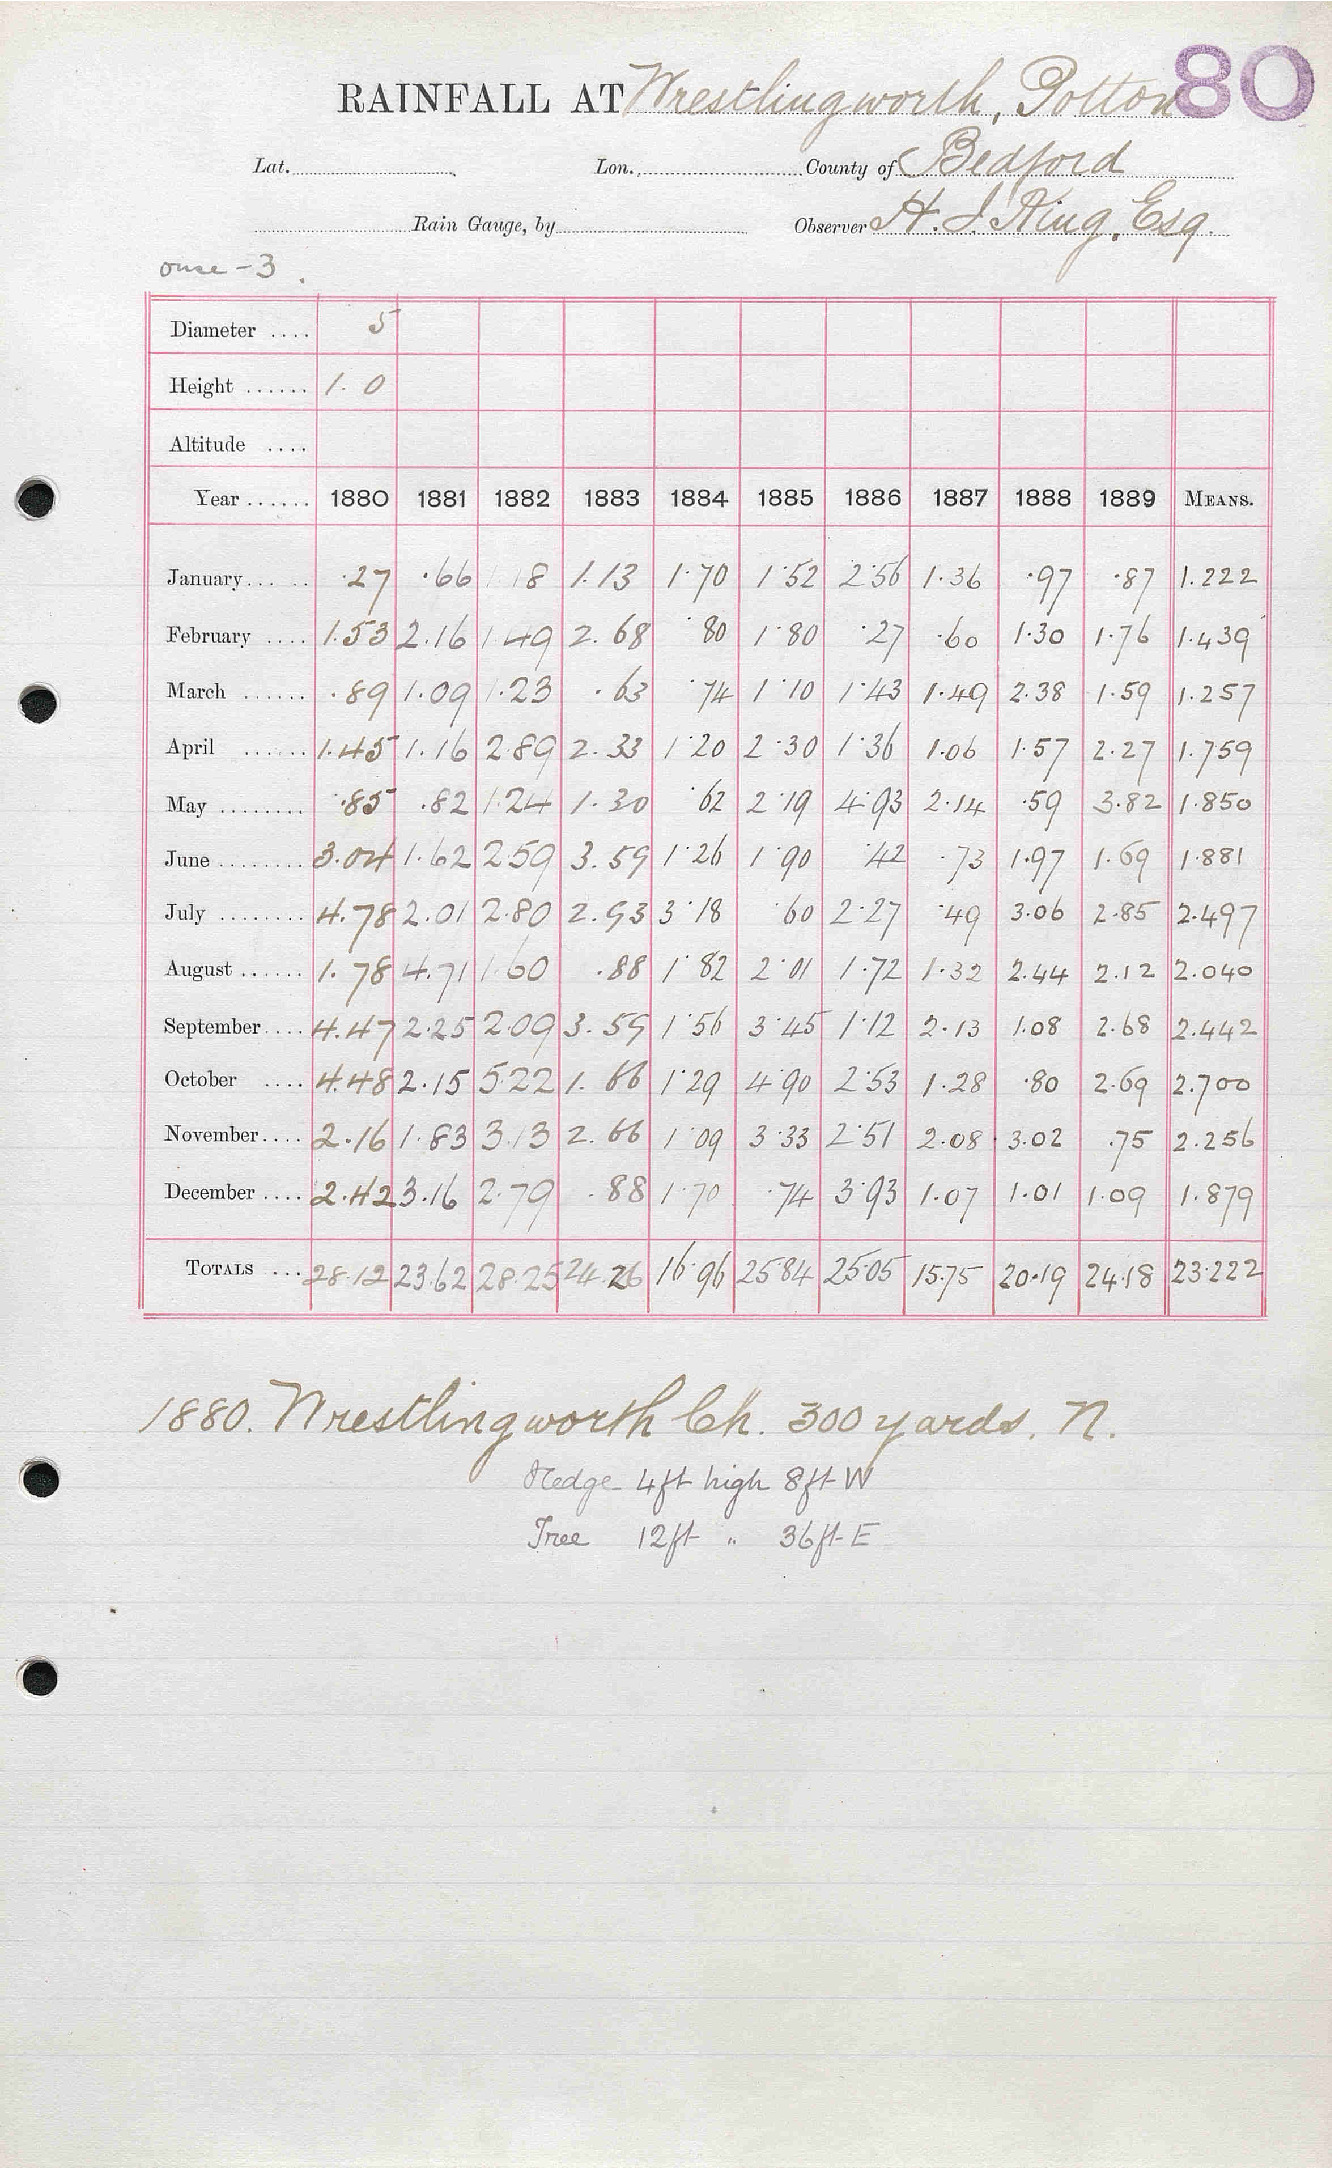 80
RAINFALL AT Wrestlingworth, Potton
Lat. Lon. County of Bedford
Rain Gauge, by Observer H. J. King, Esq.
ouse - 3.
Diameter .... 5
Height ...... 1. 0
Altitude ....
Year ...... 1880 1881 1882 1883 1884 1885 1886 1887 1888 1889 MEANS.
January... .. ·27 ·66 1·18 1.13 1·70 1·52 2·56 1·36 ·97 ·87 1.222
February .... 1.53 2.16 1·49 2.68 ·80 1·80 ·27 ·60 1·30 1·76 1·439
March ...... .89 1.09 1·23 .63 ·74 1·10 1·43 1·49 2·38 1·59 1·257
April ...... 1.45 1.16 2·89 2.33 1·20 2·30 1·36 1·06 1·57 2·27 1·759
May ........ ·85 .82 1·24 1.30 ·62 2·19 4·93 2·14 ·59 3·82 1·850
June ........ 3.04 1.62 2·59 3.59 1·26 1·90 ·42 ·73 1·97 1·69 1·881
July ........ 4.78 2.01 2·80 2.93 3·18 ·60 2·27 ·49 3·06 2·85 2·497
August ...... 1.78 4.71 1·60 .88 1·82 2·01 1·72 1·32 2·44 2·12 2·040
September.... 4.47 2·25 2·09 3.59 1·56 3·45 1·12 2·13 1·08 2·68 2·442
October .... 4.48 2·15 5·22 1.66 1·29 4·90 2·53 1·28 ·80 2·69 2·700
November.... 2.16 1·83 3·13 2.66 1·09 3·33 2·51 2·08 3·02 ·75 2·256
December .... 2.42 3.16 2·79 .88 1·70 ·74 3·93 1·07 1·01 1·09 1·879
TOTALS ... 28·12 23·62 28·25 24.26 16·96 25·84 25·05 15·75 20·19 24·18 23·222
1880. Wrestlingworth Ch. 300 yards. N.
Hedge 4ft high 8ft W
Tree 12ft " 36ft E